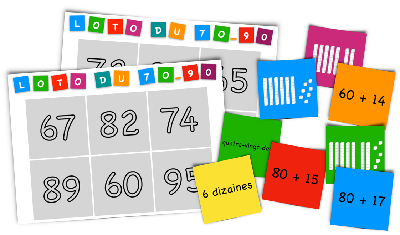 LOTO DU 70-90
LOTO DU 70-90
67 82 74
89 60 95
60 + 14
80 + 15
6 dizaines
80 + 17